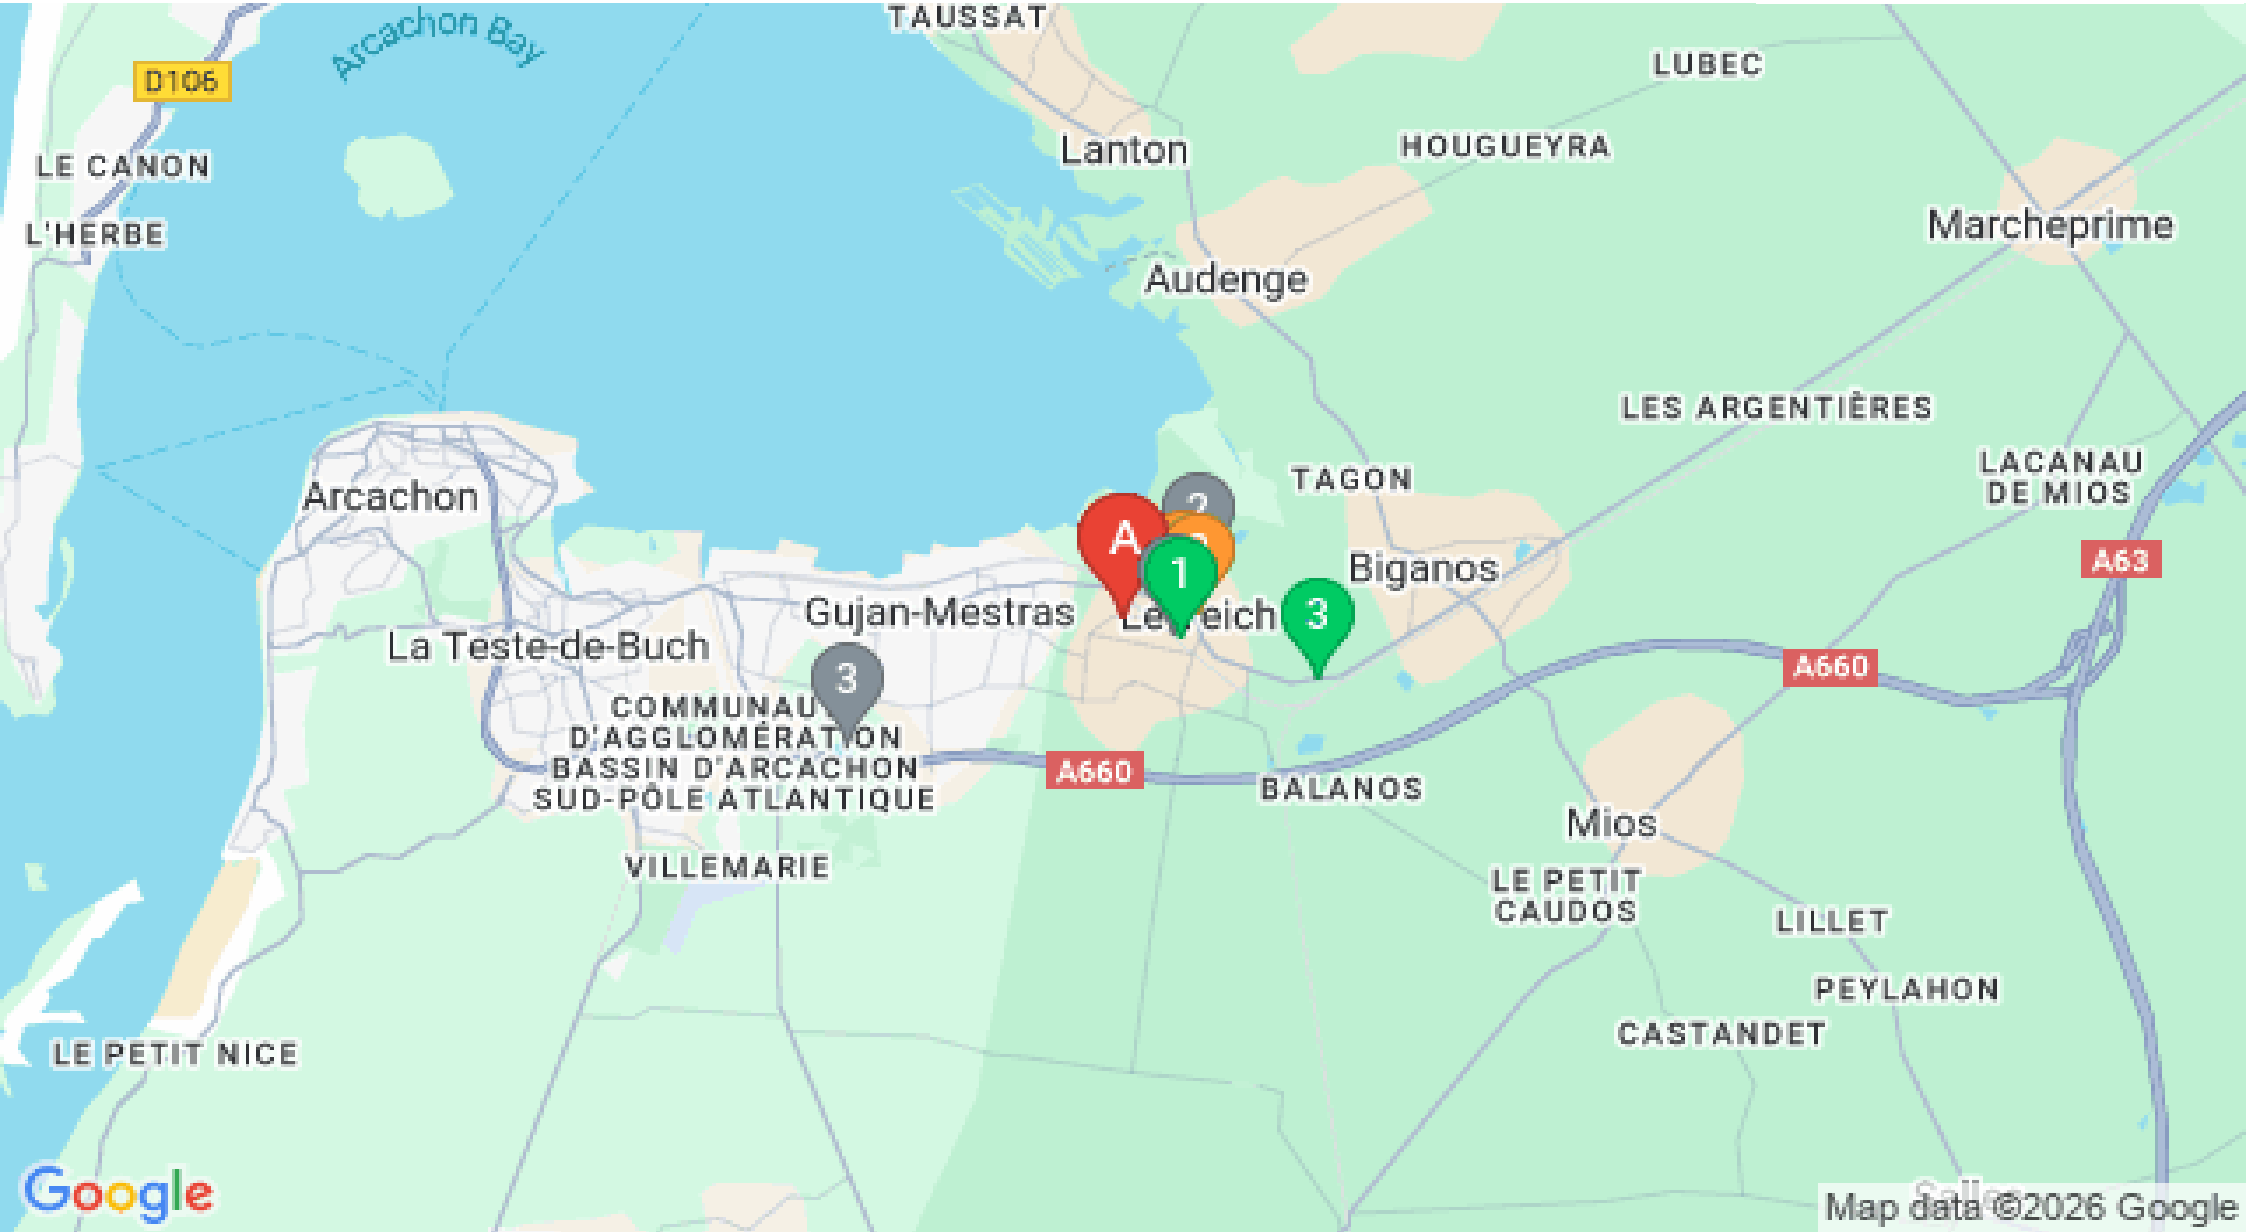 TAUSSAT
Arcachon Bay
LUBEC
D106
HOUGUEYRA
Lanton
LE CANON
Marcheprime
L'HERBE
Audenge
LES ARGENTIÈRES
TAGON
LACANAU
DE MIOS
Arcachon
2
A
A63
Biganos
1
Gujan-Mestras
3
La Teste-de-Buch
A660
3
COMMUNAU
D'AGGLOMÉRATION
BASSIN D'ARCACHON
SUD-PÔLE ATLANTIQUE
A660
BALANOS
Mios
VILLEMARIE
LE PETIT
CAUDOS
LILLET
PEYLAHON
CASTANDET
LE PETIT NICE
Google
Map data ©2026 Google